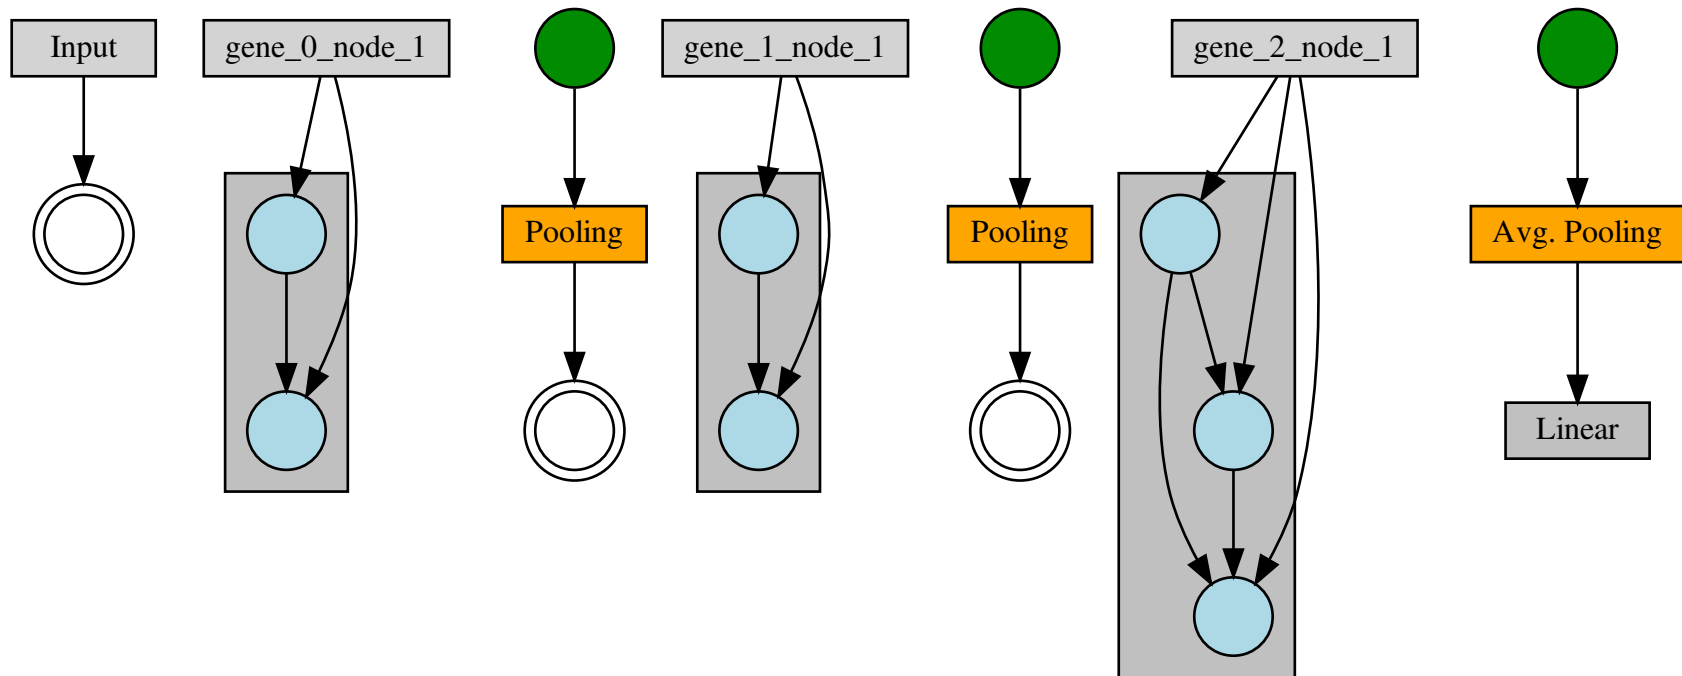 Input
gene_0_node_1
gene_1_node_1
gene_2_node_1
Pooling
Pooling
Avg. Pooling
Linear